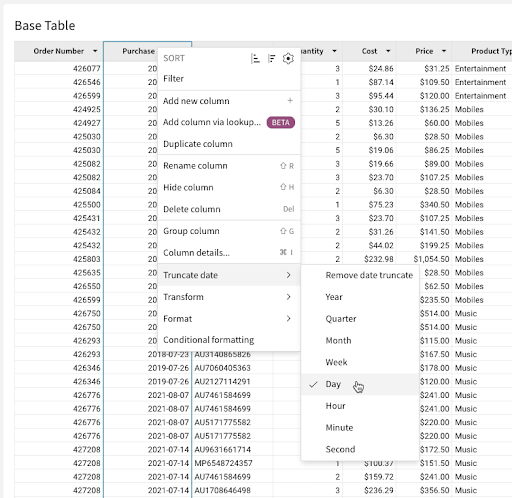 Base Table
Order Number Purchase uantity Cost Price Product Typ
426077 20 3 $24.86 $31.25 Entertainment
426546 20 1 $87.14 $109.50 Entertainment
426599 20 3 $95.44 $120.00 Entertainment
424925 20 2 $30.10 $136.25 Mobiles
424927 20 5 $13.26 $60.00 Mobiles
425030 20 2 $6.30 $28.50 Mobiles
425030 20 5 $19.06 $86.25 Mobiles
425082 20 3 $19.66 $89.00 Mobiles
425082 20 3 $23.70 $107.25 Mobiles
425084 20 2 $6.30 $28.50 Mobiles
425500 20 1 $75.23 $340.50 Mobiles
425431 20 3 $23.70 $107.25 Mobiles
425432 20 2 $31.26 $141.50 Mobiles
425432 20 2 $44.02 $199.25 Mobiles
425803 20 2 $232.98 $1,054.50 Mobiles
425635 20 $28.50 Mobiles
426550 20 $62.50 Mobiles
426599 20 $235.50 Mobiles
426750 20 $514.00 Music
426750 20 $514.00 Music
426293 20 $115.00 Music
426293 2018-07-23 AU3140865826 $167.50 Music
426346 2019-07-26 AU7060405363 $178.00 Music
426346 2019-07-26 AU2127114291 $120.00 Music
426776 2021-08-07 AU7461584699 $241.00 Music
426776 2021-08-07 AU7461584699 $241.00 Music
426776 2021-08-07 AU5171775582 $220.00 Music
426776 2021-08-07 AU5171775582 $220.00 Music
427208 2021-07-14 AU9631661714 $172.50 Music
427208 2021-07-14 MP6548724357 1 $100.37 $151.50 Music
427208 2021-07-14 AU7461584699 2 $159.72 $241.00 Music
427208 2021-07-14 AU1708646498 3 $236.29 $356.50 Music
SORT
Filter
Add new column +
Add column via lookup... BETA
Duplicate column
Rename column ⇧ R
Hide column ⇧ H
Delete column Del
Group column ⇧ G
Column details... ⌘ I
Truncate date
Transform
Format
Conditional formatting
Remove date truncate
Year
Quarter
Month
Week
Day
Hour
Minute
Second